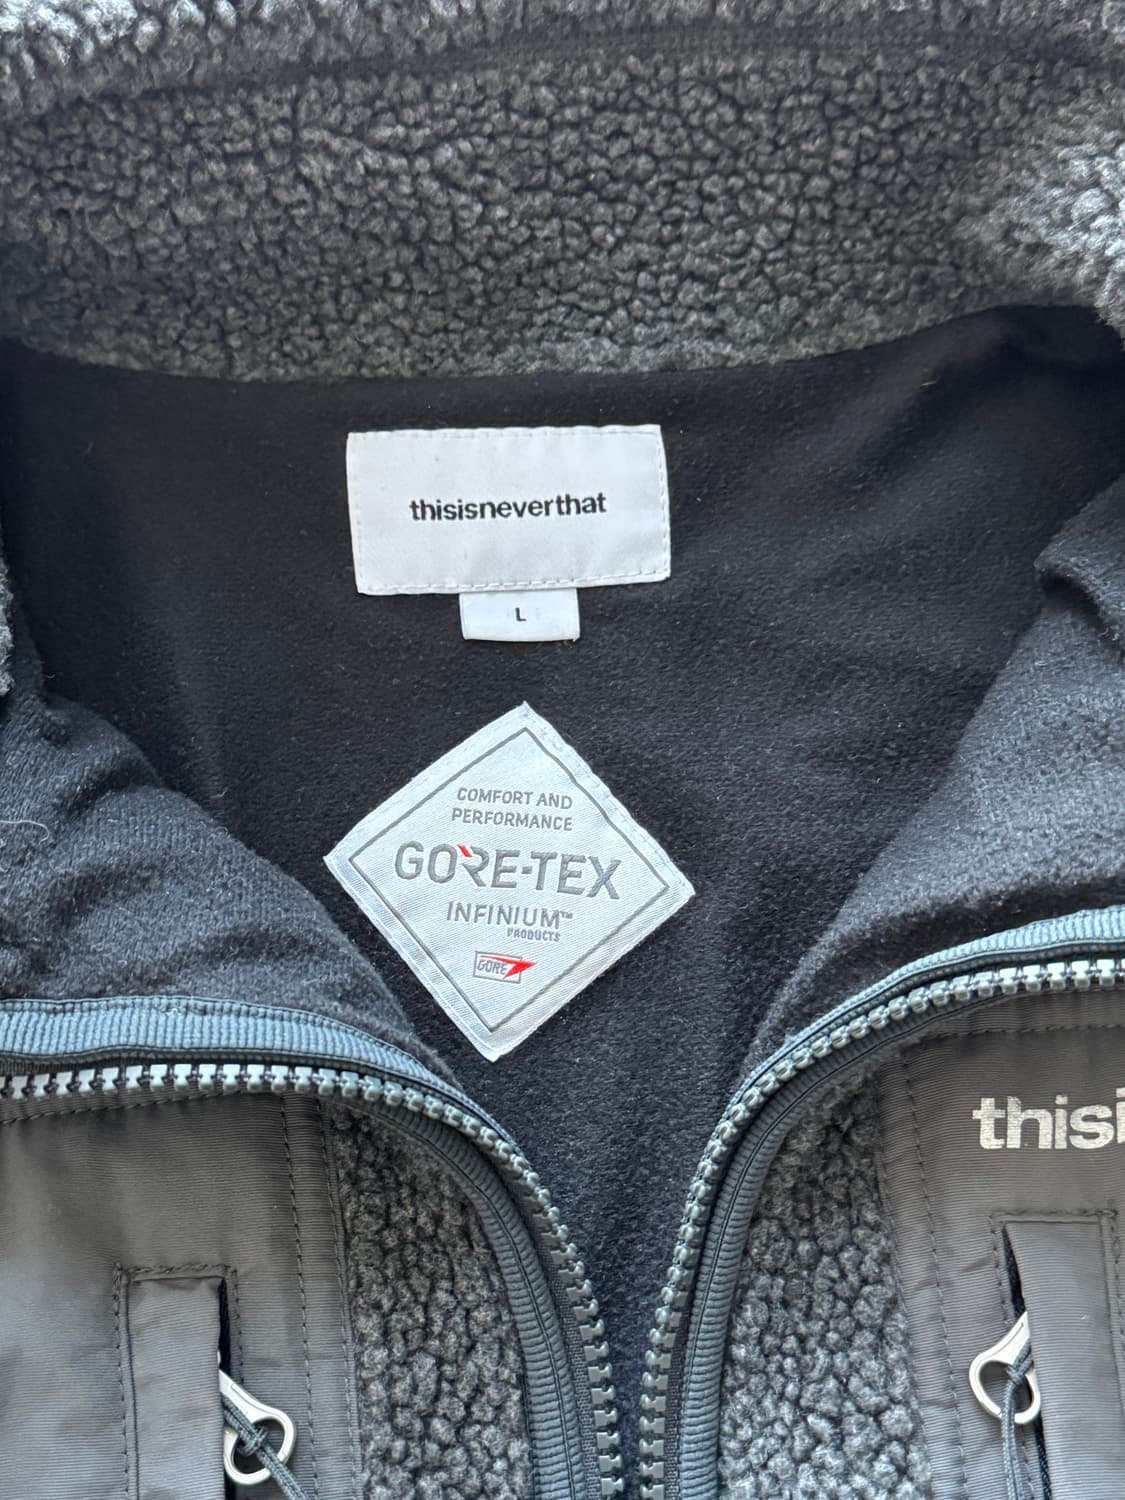 thisisneverthat
L
COMFORT AND
PERFORMANCE
GORE-TEX
INFINIUM™
PRODUCTS
GORE
thisi